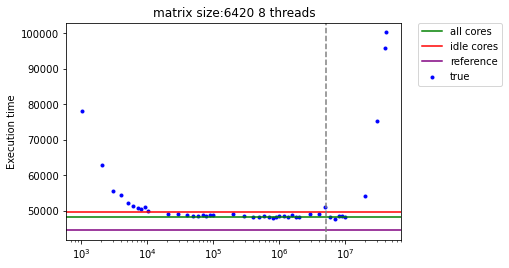 matrix size:6420 8 threads
Execution time
100000
90000
80000
70000
60000
50000
10³
10⁴
10⁵
10⁶
10⁷
all cores
idle cores
reference
true